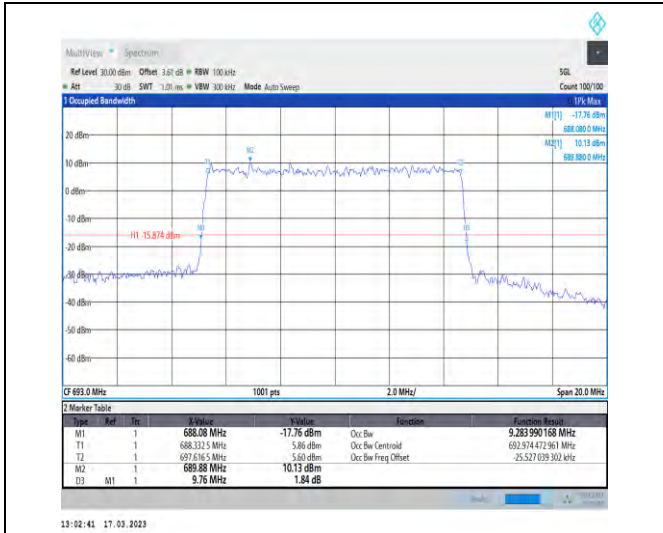 MultiView Spectrum
Ref Level 30.00 dBm Offset 3.61 dB RBW 100 kHz SGL
Att 30 dB SWT 1.01 ms VBW 300 kHz Mode Auto Sweep Count 100/100
1 Occupied Bandwidth 1Pk Max
M1[1] -17.76 dBm
688.080 0 MHz
M2[1] 10.13 dBm
689.880 0 MHz
20 dBm
M2
10 dBm
0 dBm
-10 dBm
H1 15.874 dBm
-20 dBm
-30 dBm
-40 dBm
-50 dBm
-60 dBm
CF 693.0 MHz 1001 pts 2.0 MHz/ Span 20.0 MHz
2 Marker Table
Type Ref Trc X-Value Y-Value Function Function Result
M1 1 688.08 MHz -17.76 dBm Occ Bw 9.283 990 168 MHz
T1 1 688.332 5 MHz 5.86 dBm Occ Bw Centroid 692.974 472 961 MHz
T2 1 697.616 5 MHz 5.60 dBm Occ Bw Freq Offset -25.527 039 302 kHz
M2 1 689.88 MHz 10.13 dBm
D3 M1 1 9.76 MHz 1.84 dB
13:02:41 17.03.2023